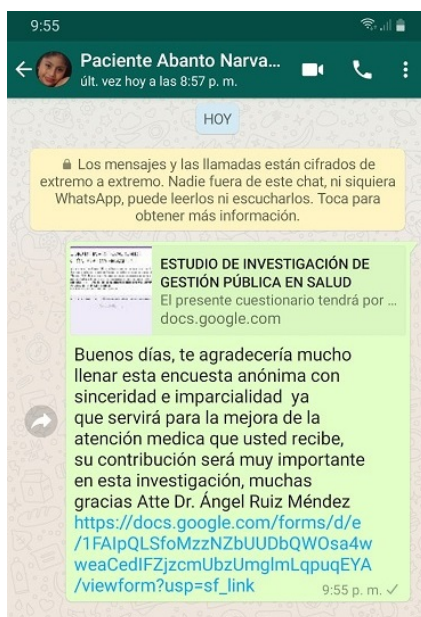 9:55
Paciente Abanto Narva...
últ. vez hoy a las 8:57 p. m.
HOY
Los mensajes y las llamadas están cifrados de
extremo a extremo. Nadie fuera de este chat, ni siquiera
WhatsApp, puede leerlos ni escucharlos. Toca para
obtener más información.
ESTUDIO DE INVESTIGACIÓN DE
GESTIÓN PÚBLICA EN SALUD
El presente cuestionario tendrá por ...
docs.google.com
Buenos días, te agradecería mucho
llenar esta encuesta anónima con
sinceridad e imparcialidad ya
que servirá para la mejora de la
atención medica que usted recibe,
su contribución será muy importante
en esta investigación, muchas
gracias Atte Dr. Ángel Ruiz Méndez
https://docs.google.com/forms/d/e
/1FAIpQLSfoMzzNZbUUDbQWOsa4w
weaCedIFZjzcmUbzUmglmLqpuqEYA
/viewform?usp=sf_link
9:55 p. m.